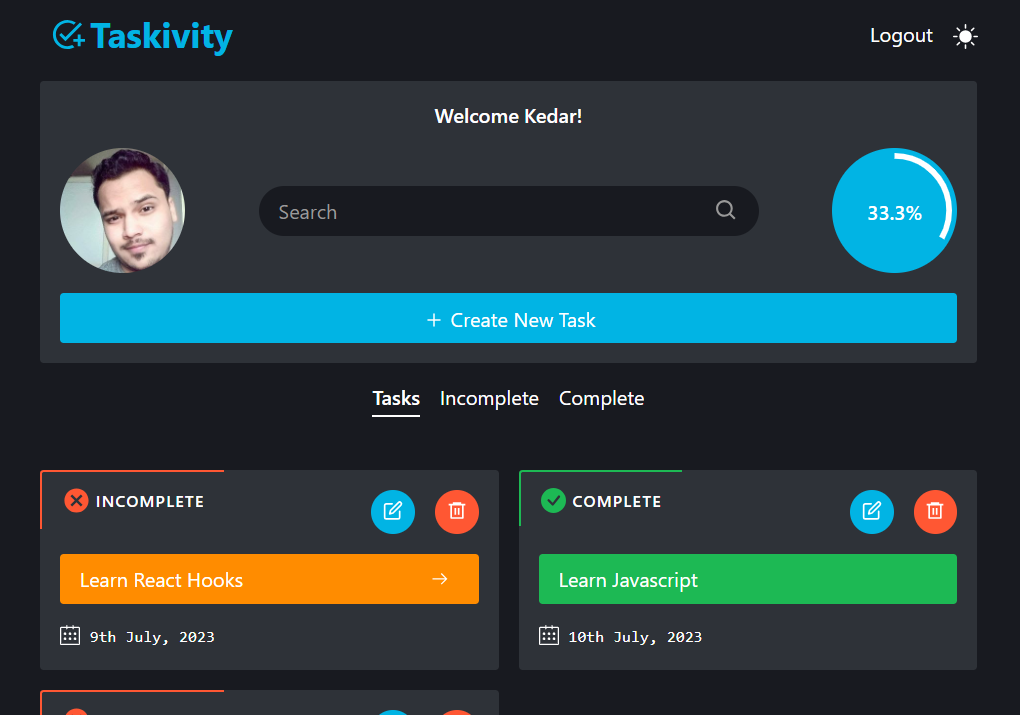 Taskivity
Logout
Welcome Kedar!
Search
33.3%
+ Create New Task
Tasks Incomplete Complete
INCOMPLETE
Learn React Hooks →
9th July, 2023
COMPLETE
Learn Javascript
10th July, 2023